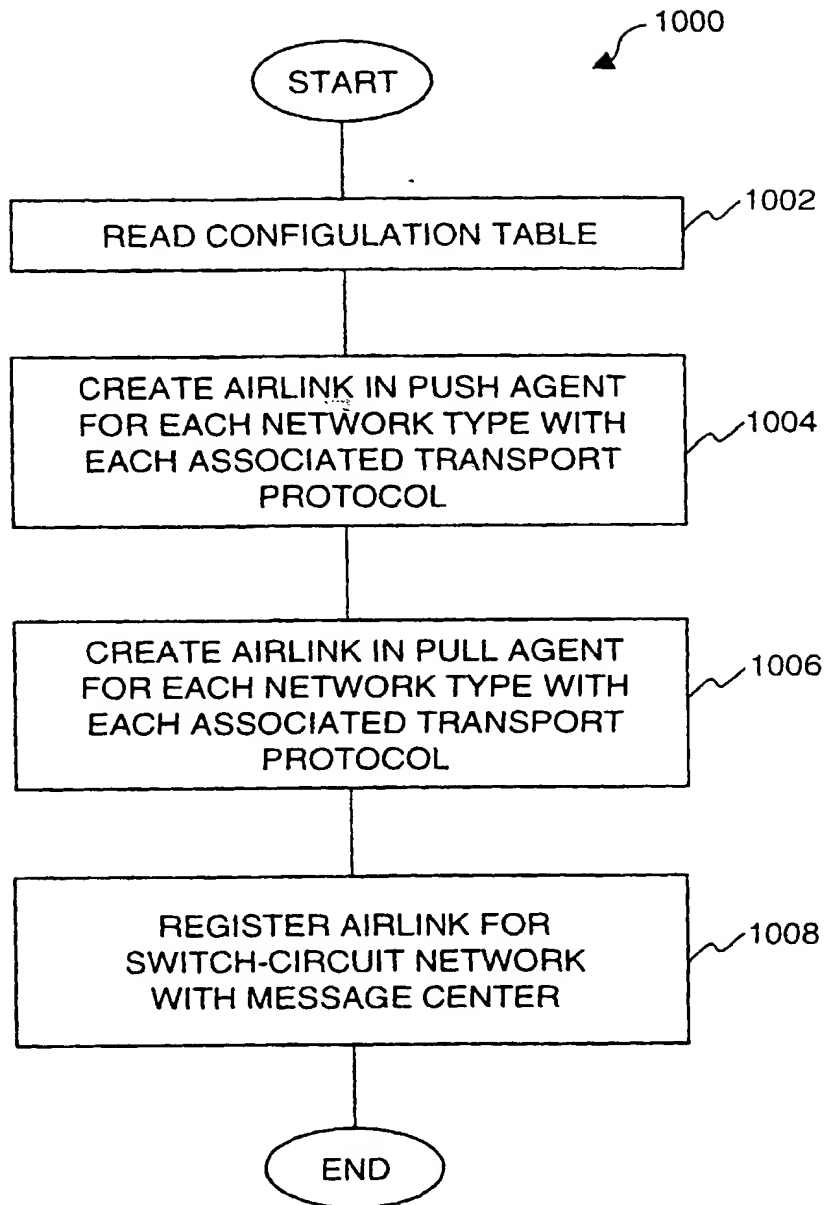 1000
START
READ CONFIGULATION TABLE
1002
CREATE AIRLINK IN PUSH AGENT
FOR EACH NETWORK TYPE WITH
EACH ASSOCIATED TRANSPORT
PROTOCOL
1004
CREATE AIRLINK IN PULL AGENT
FOR EACH NETWORK TYPE WITH
EACH ASSOCIATED TRANSPORT
PROTOCOL
1006
REGISTER AIRLINK FOR
SWITCH-CIRCUIT NETWORK
WITH MESSAGE CENTER
1008
END